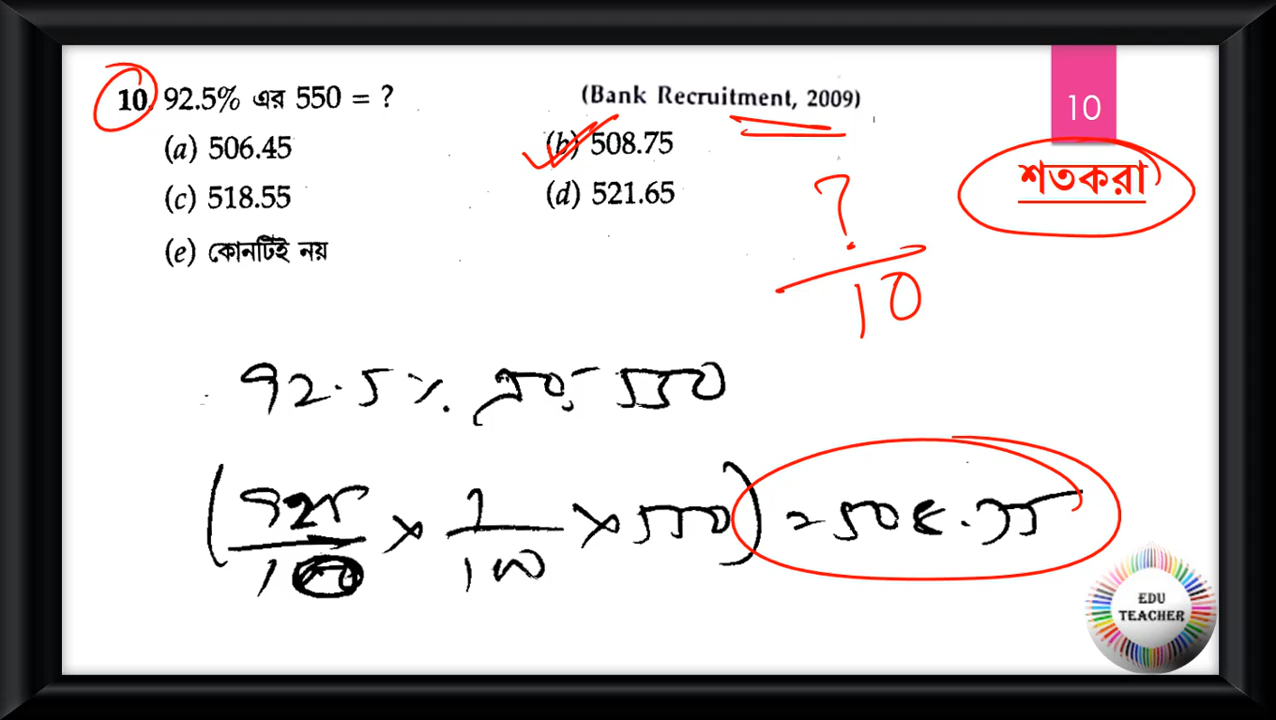 10. 92.5% এর 550 = ? (Bank Recruitment, 2009)
(a) 506.45 (b) 508.75
(c) 518.55 (d) 521.65
(e) কোনটিই নয়
10
শতকরা
?
10
92.5% 550
(925/10 × 1/100 × 550) = 508.75
EDU
TEACHER